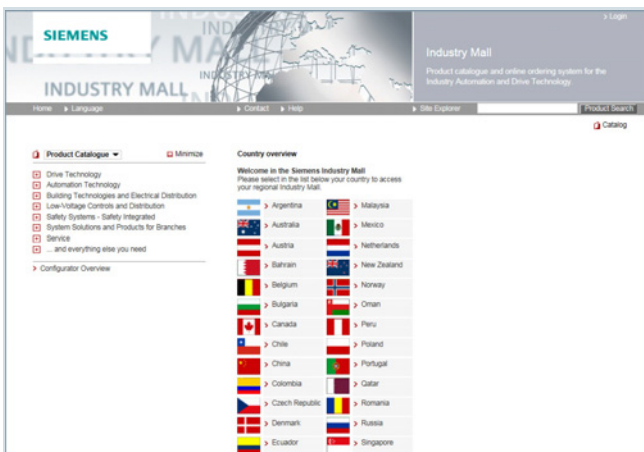 > Login
SIEMENS
INDUSTRY MALL
Industry Mall
Product catalogue and online ordering system for the
Industry Automation and Drive Technology
Home > Language > Contact > Help > Site Explorer Product Search
Catalog
Product Catalogue Minimize
Drive Technology
Automation Technology
Building Technologies and Electrical Distribution
Low-Voltage Controls and Distribution
Safety Systems - Safety Integrated
System Solutions and Products for Branches
Service
... and everything else you need
> Configurator Overview
Country overview
Welcome in the Siemens Industry Mall
Please select in the list below your country to access
your regional Industry Mall.
> Argentina > Malaysia
> Australia > Mexico
> Austria > Netherlands
> Bahrain > New Zealand
> Belgium > Norway
> Bulgaria > Oman
> Canada > Peru
> Chile > Poland
> China > Portugal
> Colombia > Qatar
> Czech Republic > Romania
> Denmark > Russia
> Ecuador > Singapore